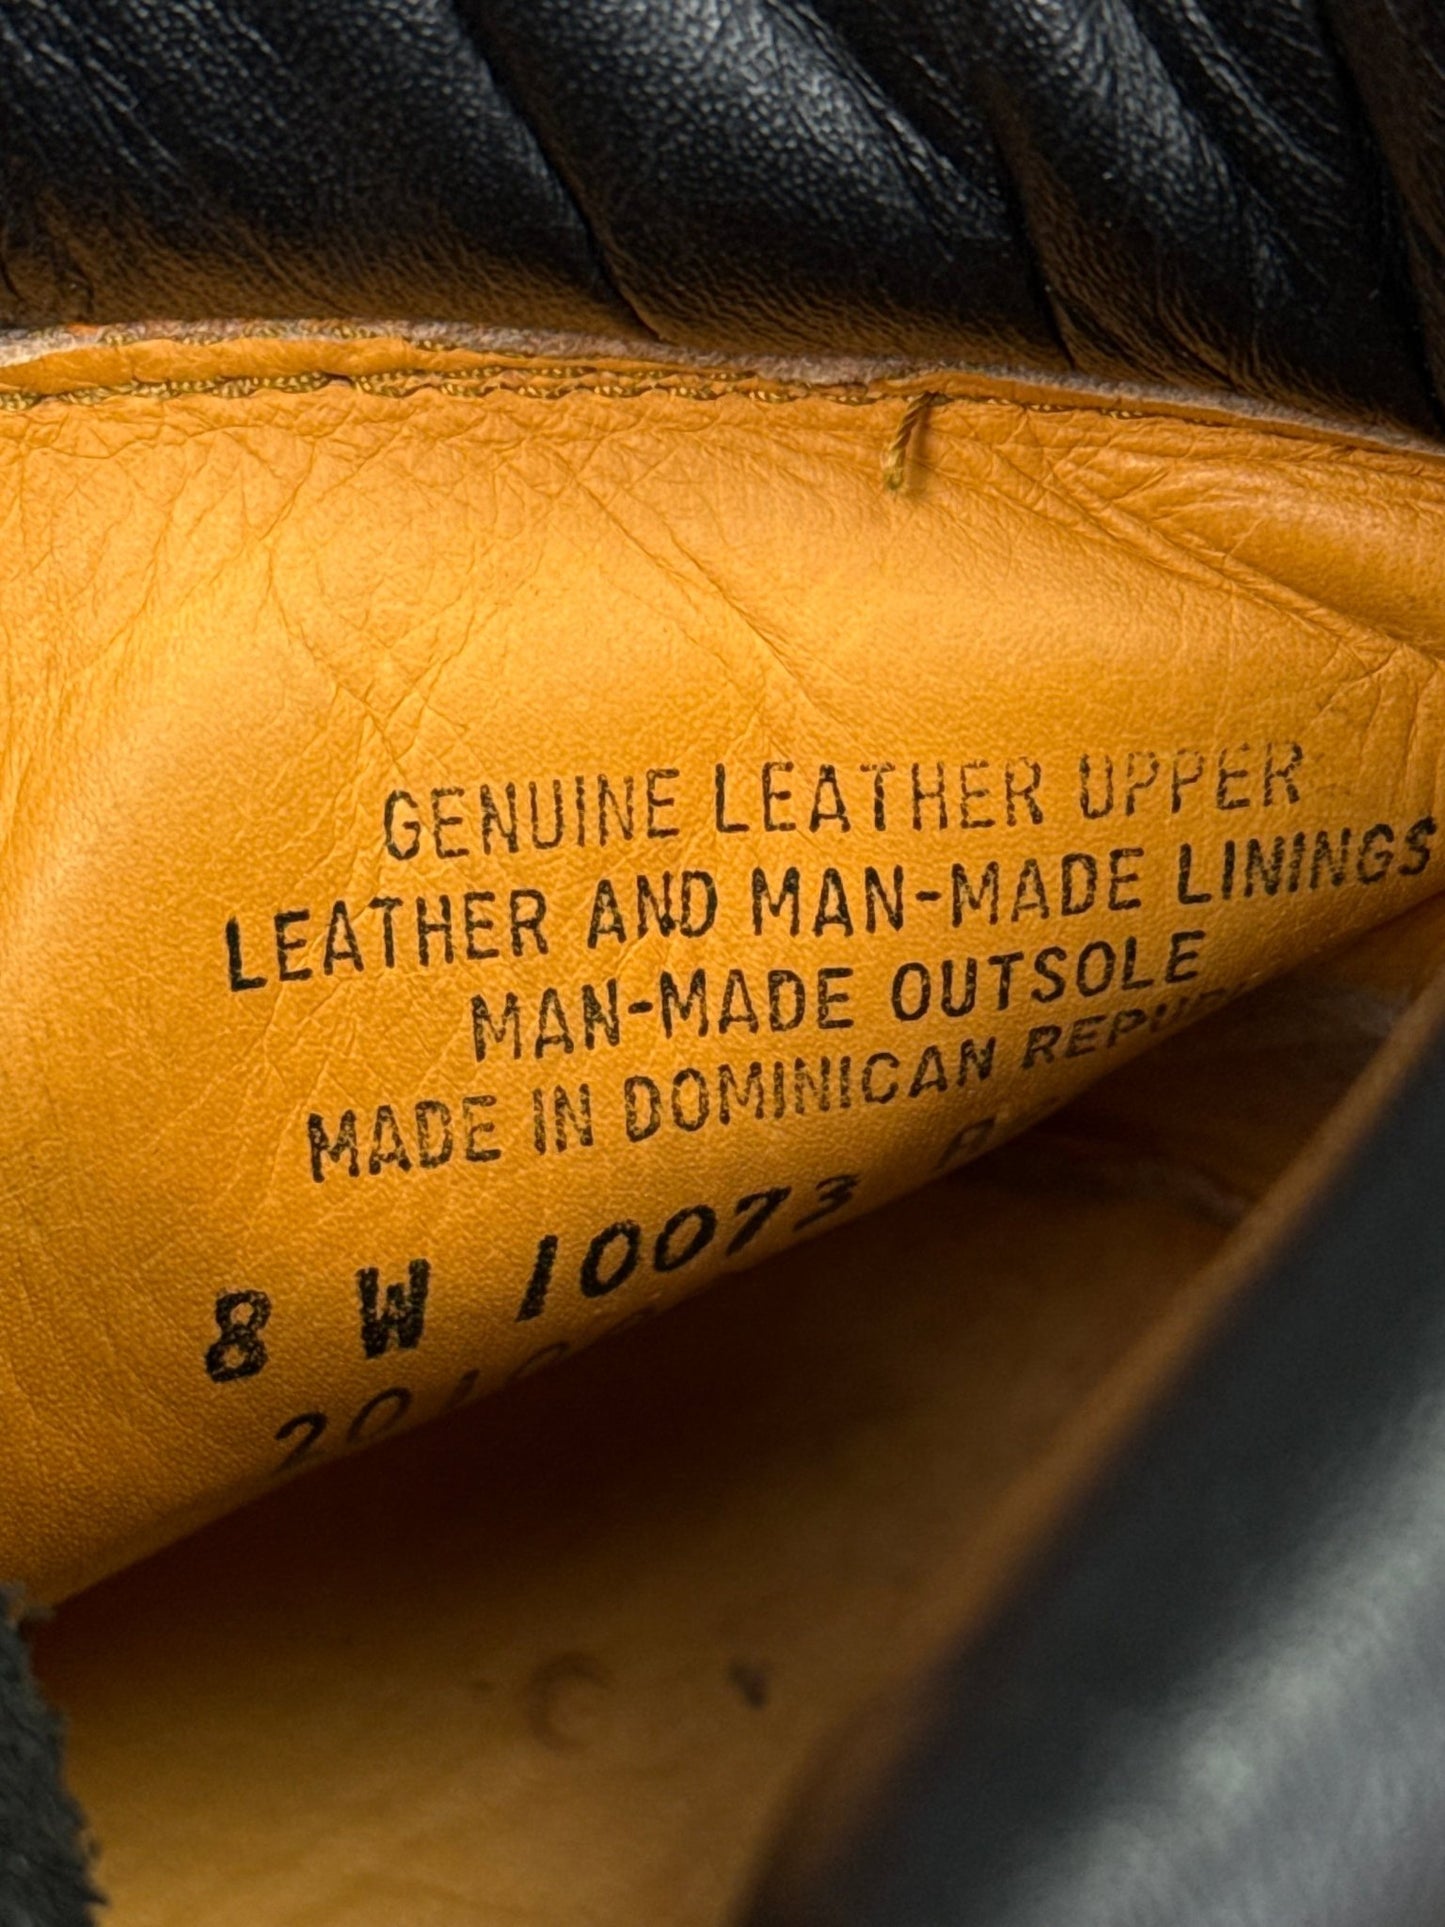 GENUINE LEATHER UPPER
LEATHER AND MAN-MADE LININGS
MAN-MADE OUTSOLE
MADE IN DOMINICAN
8 W 10073